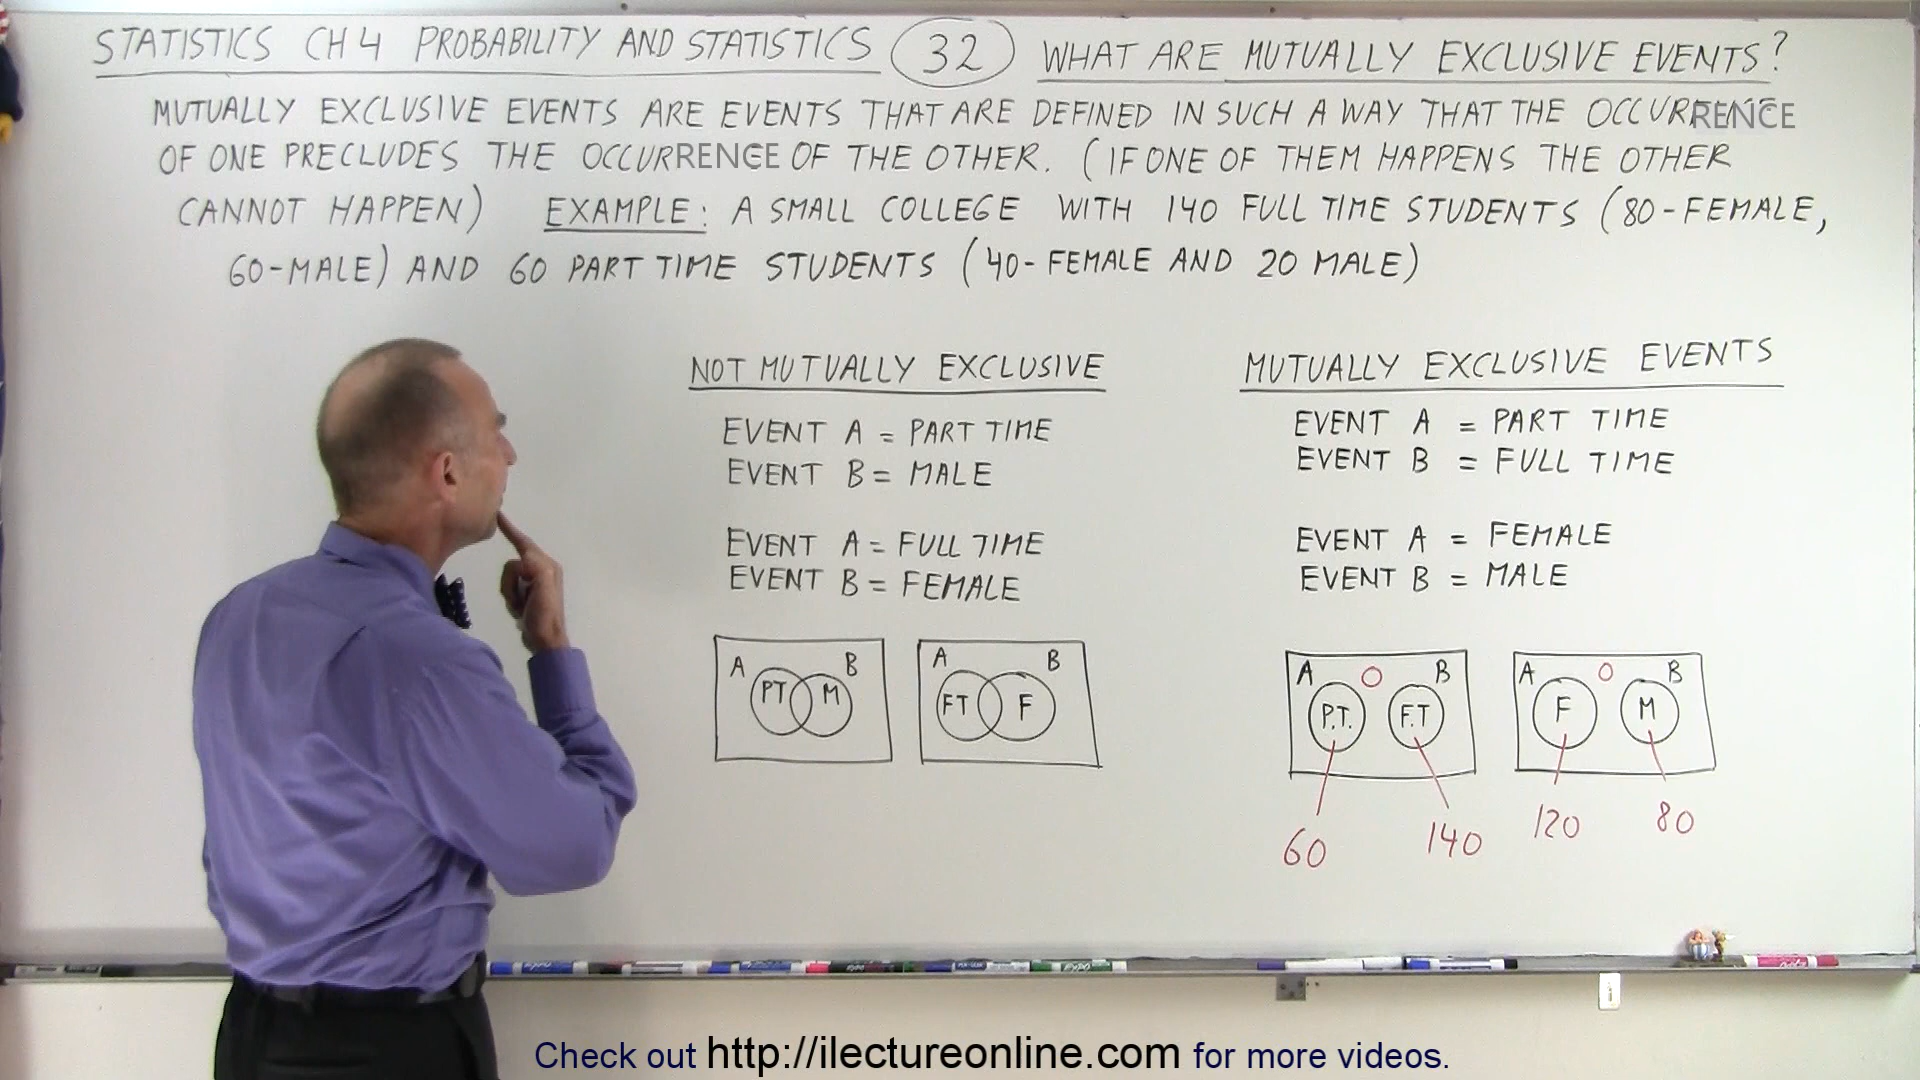 STATISTICS CH 4 PROBABILITY AND STATISTICS 32 WHAT ARE MUTUALLY EXCLUSIVE EVENTS?
MUTUALLY EXCLUSIVE EVENTS ARE EVENTS THAT ARE DEFINED IN SUCH A WAY THAT THE OCCURRENCE
OF ONE PRECLUDES THE OCCURRENCE OF THE OTHER. (IF ONE OF THEM HAPPENS THE OTHER
CANNOT HAPPEN) EXAMPLE: A SMALL COLLEGE WITH 140 FULL TIME STUDENTS (80-FEMALE,
60-MALE) AND 60 PART TIME STUDENTS (40-FEMALE AND 20 MALE)
NOT MUTUALLY EXCLUSIVE
EVENT A = PART TIME
EVENT B = MALE
EVENT A = FULL TIME
EVENT B = FEMALE
A B
PT M
A B
FT F
MUTUALLY EXCLUSIVE EVENTS
EVENT A = PART TIME
EVENT B = FULL TIME
EVENT A = FEMALE
EVENT B = MALE
A 0 B
P.T. F.T
60 140
A 0 B
F M
120 80
Check out http://ilectureonline.com for more videos.